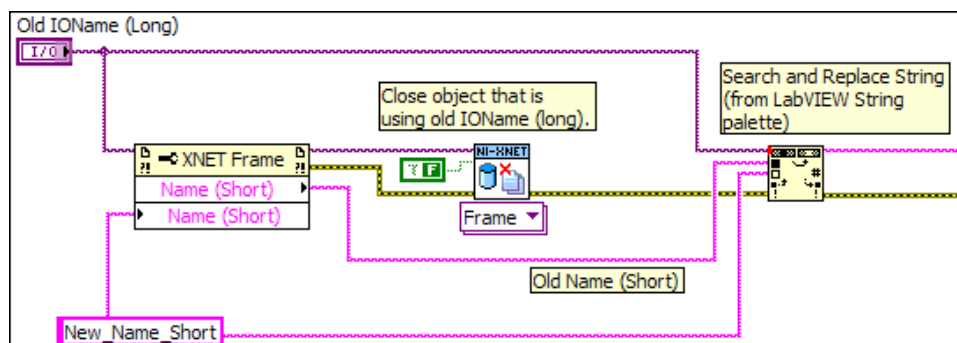 Old IOName (Long)
I/O
Search and Replace String
(from LabVIEW String
palette)
Close object that is
using old IOName (long).
NI-XNET
XNET Frame
?!
?!
Name (Short)
Name (Short)
F
Frame
Old Name (Short)
New_Name_Short